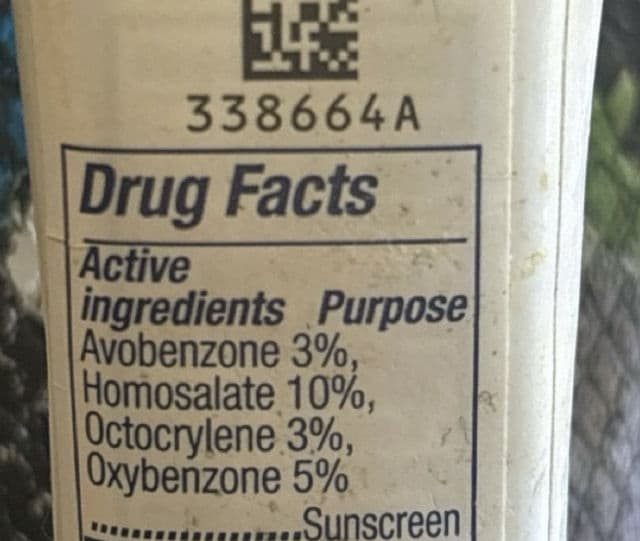 338664A
Drug Facts
Active
ingredients Purpose
Avobenzone 3%,
Homosalate 10%,
Octocrylene 3%,
Oxybenzone 5%
....................Sunscreen